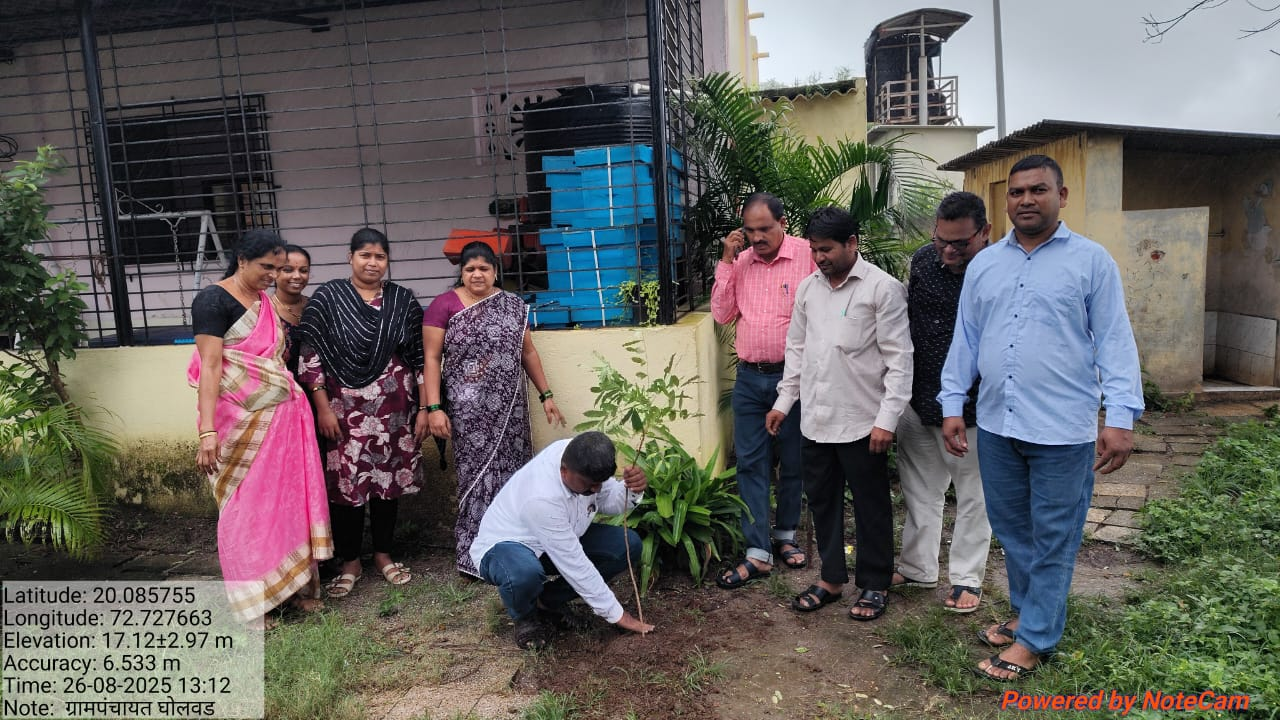 Latitude: 20.085755
Longitude: 72.727663
Elevation: 17.12±2.97 m
Accuracy: 6.533 m
Time: 26-08-2025 13:12
Note: ग्रामपंचायत घोलवड
Powered by NoteCam